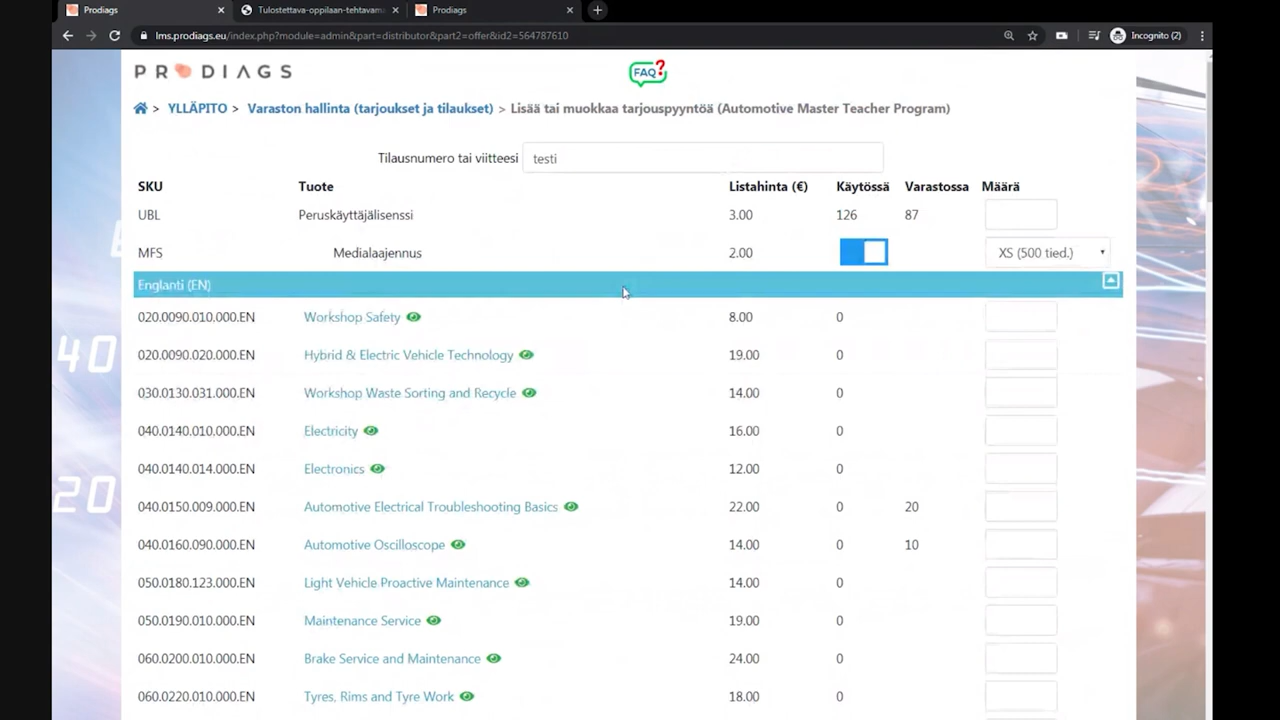 Prodiags
Tulostettava-oppilaan-tehtavama
Prodiags
lms.prodiags.eu/index.php?module=admin&part=distributor&part2=offer&id2=564787610
Incognito (2)
PRODIAGS
FAQ?
> YLLÄPITO > Varaston hallinta (tarjoukset ja tilaukset) > Lisää tai muokkaa tarjouspyyntöä (Automotive Master Teacher Program)
Tilausnumero tai viitteesi testi
SKU Tuote Listahinta (€) Käytössä Varastossa Määrä
UBL Peruskäyttäjälisenssi 3.00 126 87
MFS Medialaajennus 2.00 XS (500 tied.)
Englanti (EN)
020.0090.010.000.EN Workshop Safety 8.00 0
020.0090.020.000.EN Hybrid & Electric Vehicle Technology 19.00 0
030.0130.031.000.EN Workshop Waste Sorting and Recycle 14.00 0
040.0140.010.000.EN Electricity 16.00 0
040.0140.014.000.EN Electronics 12.00 0
040.0150.009.000.EN Automotive Electrical Troubleshooting Basics 22.00 0 20
040.0160.090.000.EN Automotive Oscilloscope 14.00 0 10
050.0180.123.000.EN Light Vehicle Proactive Maintenance 14.00 0
050.0190.010.000.EN Maintenance Service 19.00 0
060.0200.010.000.EN Brake Service and Maintenance 24.00 0
060.0220.010.000.EN Tyres, Rims and Tyre Work 18.00 0
40
20